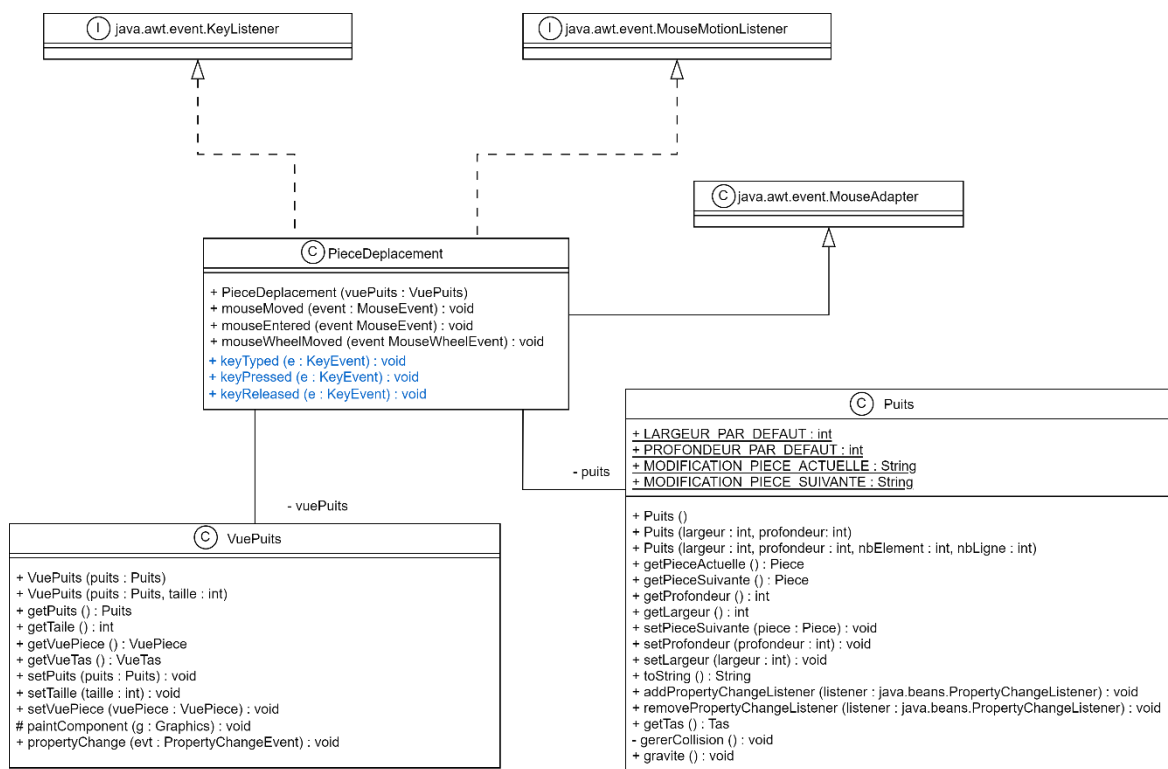 I java.awt.event.KeyListener
I java.awt.event.MouseMotionListener
C java.awt.event.MouseAdapter
C PieceDeplacement
+ PieceDeplacement (vuePuits : VuePuits)
+ mouseMoved (event : MouseEvent) : void
+ mouseEntered (event MouseEvent) : void
+ mouseWheelMoved (event MouseWheelEvent) : void
+ keyTyped (e : KeyEvent) : void
+ keyPressed (e : KeyEvent) : void
+ keyReleased (e : KeyEvent) : void
- vuePuits
- puits
C VuePuits
+ VuePuits (puits : Puits)
+ VuePuits (puits : Puits, taille : int)
+ getPuits () : Puits
+ getTaile () : int
+ getVuePiece () : VuePiece
+ getVueTas () : VueTas
+ setPuits (puits : Puits) : void
+ setTaille (taille : int) : void
+ setVuePiece (vuePiece : VuePiece) : void
# paintComponent (g : Graphics) : void
+ propertyChange (evt : PropertyChangeEvent) : void
C Puits
+ LARGEUR_PAR_DEFAUT : int
+ PROFONDEUR_PAR_DEFAUT : int
+ MODIFICATION_PIECE_ACTUELLE : String
+ MODIFICATION_PIECE_SUIVANTE : String
+ Puits ()
+ Puits (largeur : int, profondeur: int)
+ Puits (largeur : int, profondeur : int, nbElement : int, nbLigne : int)
+ getPieceActuelle () : Piece
+ getPieceSuivante () : Piece
+ getProfondeur () : int
+ getLargeur () : int
+ setPieceSuivante (piece : Piece) : void
+ setProfondeur (profondeur : int) : void
+ setLargeur (largeur : int) : void
+ toString () : String
+ addPropertyChangeListener (listener : java.beans.PropertyChangeListener) : void
+ removePropertyChangeListener (listener : java.beans.PropertyChangeListener) : void
+ getTas () : Tas
- gererCollision () : void
+ gravite () : void